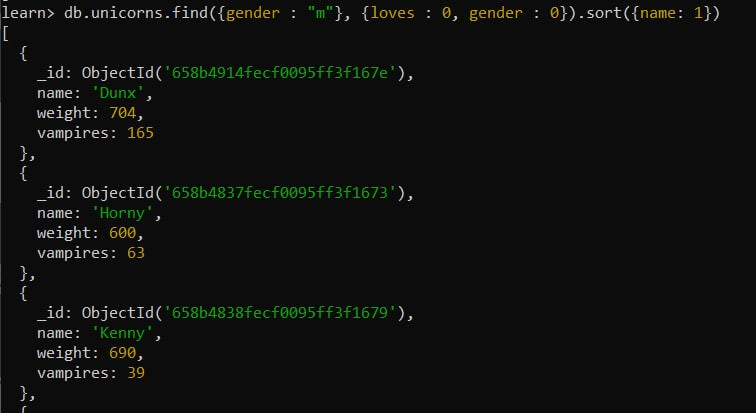 learn> db.unicorns.find({gender : "m"}, {loves : 0, gender : 0}).sort({name: 1})
[
  {
    _id: ObjectId('658b4914fecf0095ff3f167e'),
    name: 'Dunx',
    weight: 704,
    vampires: 165
  },
  {
    _id: ObjectId('658b4837fecf0095ff3f1673'),
    name: 'Horny',
    weight: 600,
    vampires: 63
  },
  {
    _id: ObjectId('658b4838fecf0095ff3f1679'),
    name: 'Kenny',
    weight: 690,
    vampires: 39
  },
  {